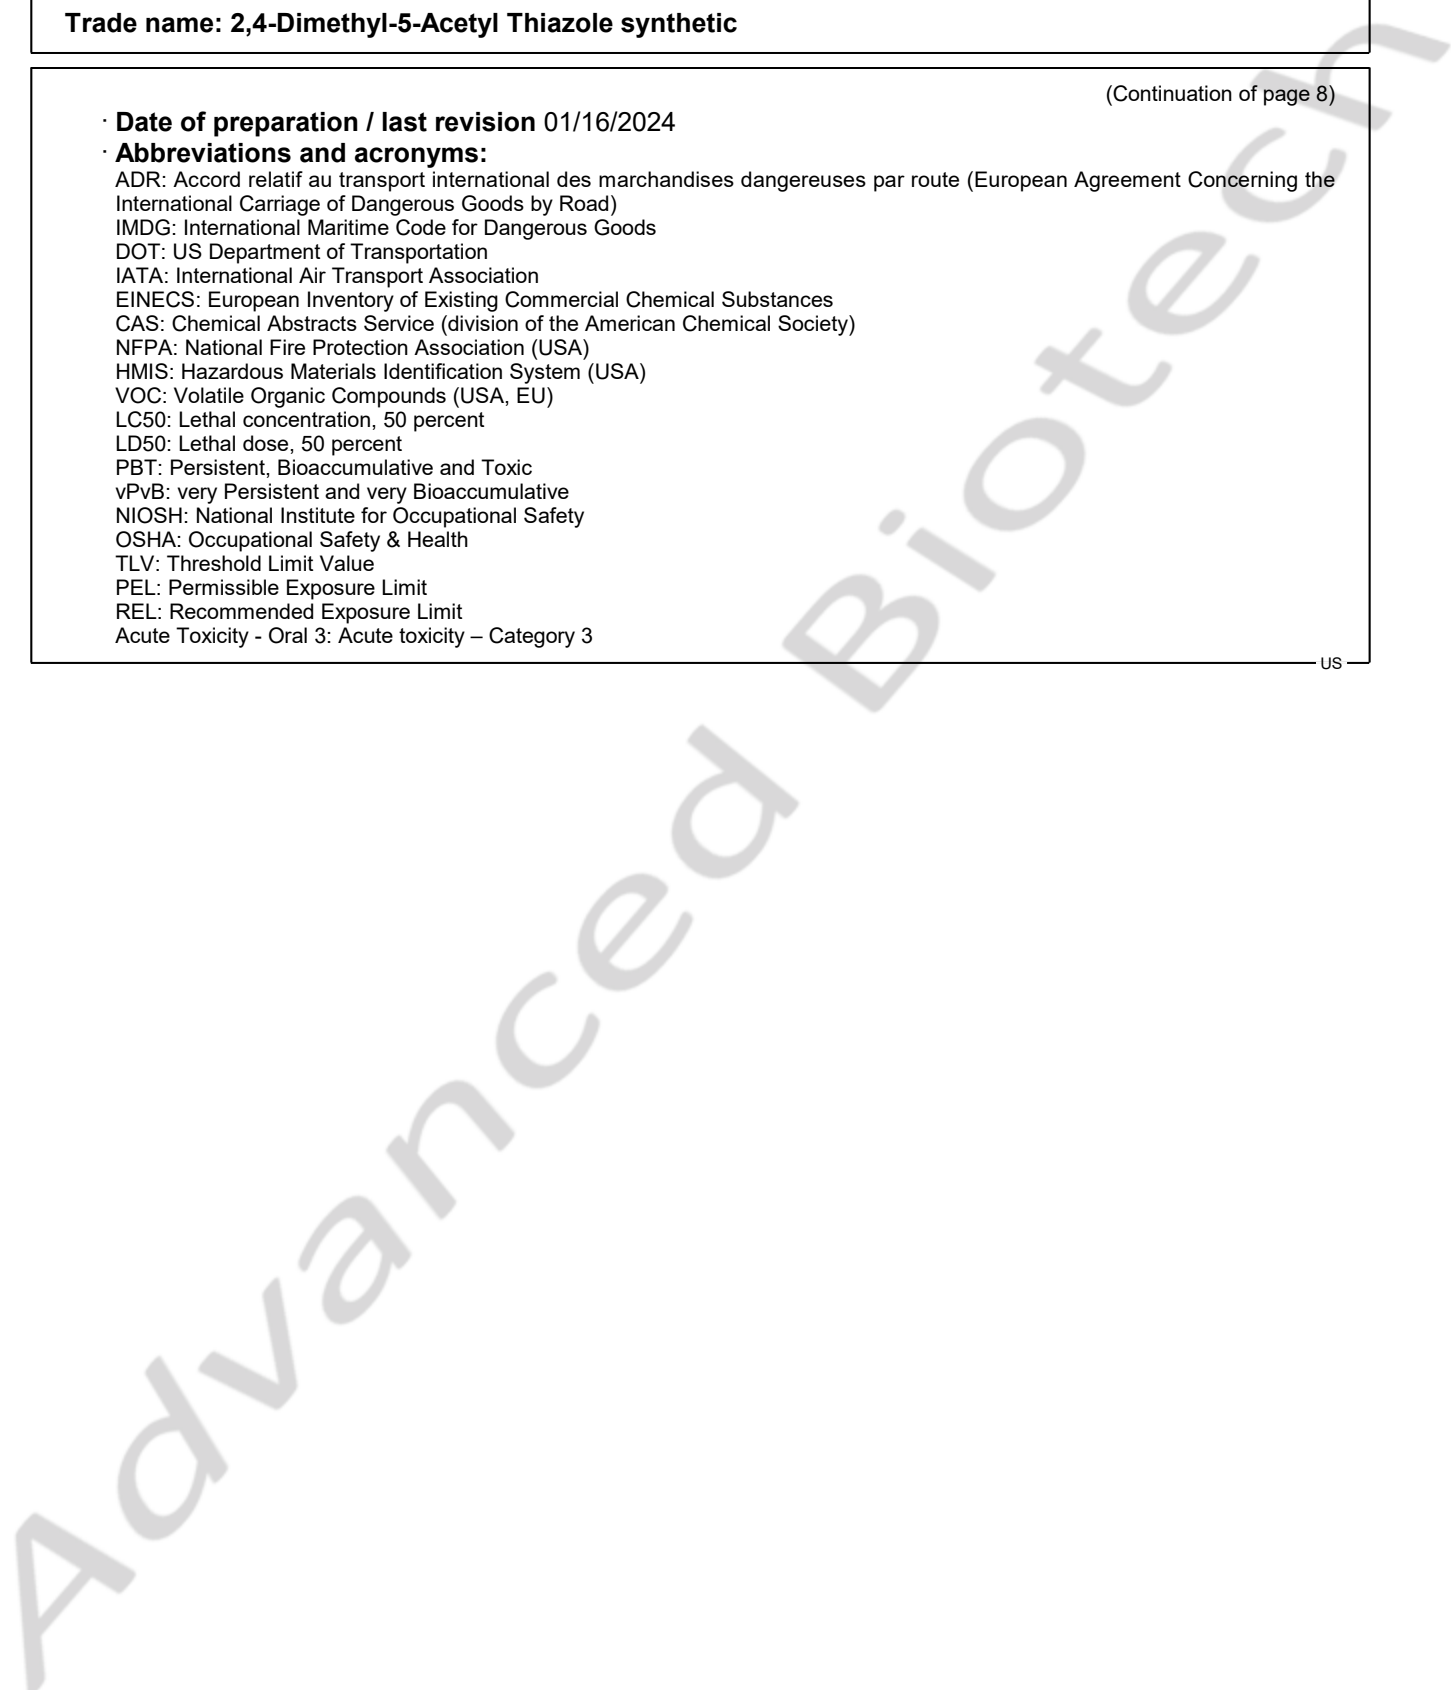 Trade name: 2,4-Dimethyl-5-Acetyl Thiazole synthetic
(Continuation of page 8)
· Date of preparation / last revision 01/16/2024
· Abbreviations and acronyms:
ADR: Accord relatif au transport international des marchandises dangereuses par route (European Agreement Concerning the
International Carriage of Dangerous Goods by Road)
IMDG: International Maritime Code for Dangerous Goods
DOT: US Department of Transportation
IATA: International Air Transport Association
EINECS: European Inventory of Existing Commercial Chemical Substances
CAS: Chemical Abstracts Service (division of the American Chemical Society)
NFPA: National Fire Protection Association (USA)
HMIS: Hazardous Materials Identification System (USA)
VOC: Volatile Organic Compounds (USA, EU)
LC50: Lethal concentration, 50 percent
LD50: Lethal dose, 50 percent
PBT: Persistent, Bioaccumulative and Toxic
vPvB: very Persistent and very Bioaccumulative
NIOSH: National Institute for Occupational Safety
OSHA: Occupational Safety & Health
TLV: Threshold Limit Value
PEL: Permissible Exposure Limit
REL: Recommended Exposure Limit
Acute Toxicity - Oral 3: Acute toxicity – Category 3
US
Advanced Biotech